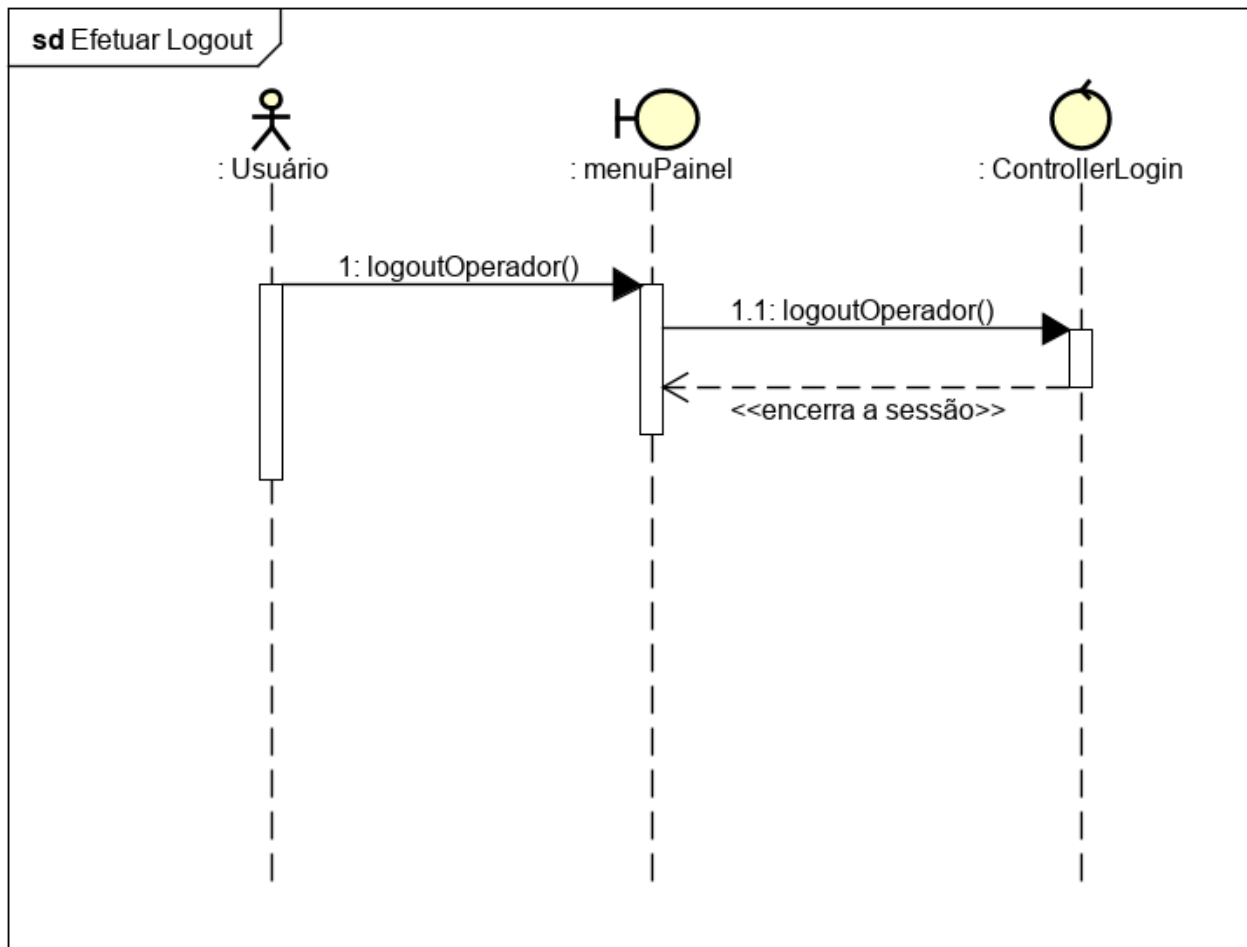 sd Efetuar Logout
: Usuário
: menuPainel
: ControllerLogin
1: logoutOperador()
1.1: logoutOperador()
<<encerra a sessão>>